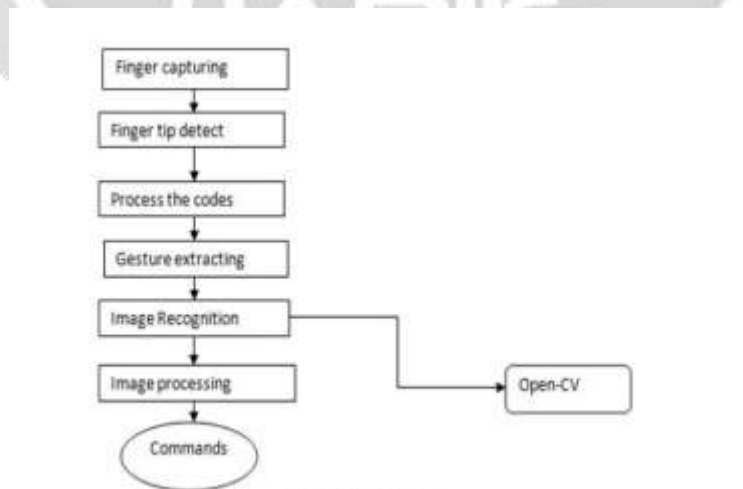 Finger capturing
Finger tip detect
Process the codes
Gesture extracting
Image Recognition
Image processing
Open-CV
Commands